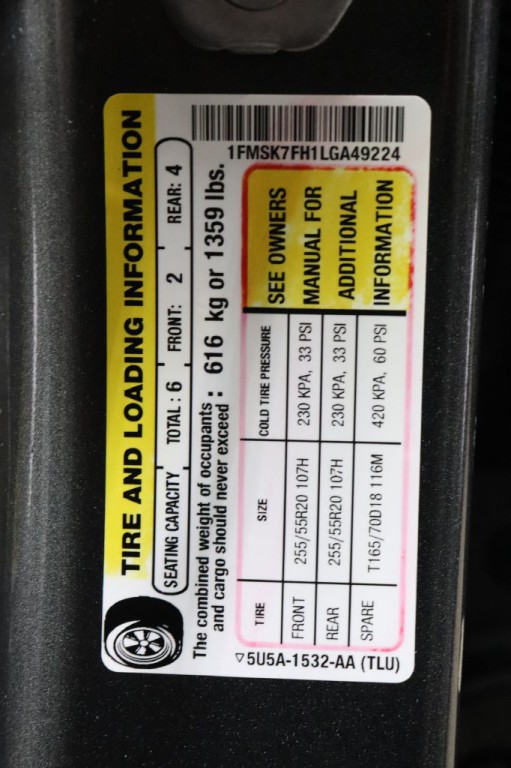 TIRE AND LOADING INFORMATION
SEATING CAPACITY TOTAL : 6 FRONT: 2 REAR: 4
The combined weight of occupants
and cargo should never exceed : 616 kg or 1359 lbs.
TIRE SIZE COLD TIRE PRESSURE
FRONT 255/55R20 107H 230 KPA, 33 PSI
REAR 255/55R20 107H 230 KPA, 33 PSI
SPARE T165/70D18 116M 420 KPA, 60 PSI
SEE OWNERS
MANUAL FOR
ADDITIONAL
INFORMATION
5U5A-1532-AA (TLU)
1FMSK7FH1LGA49224